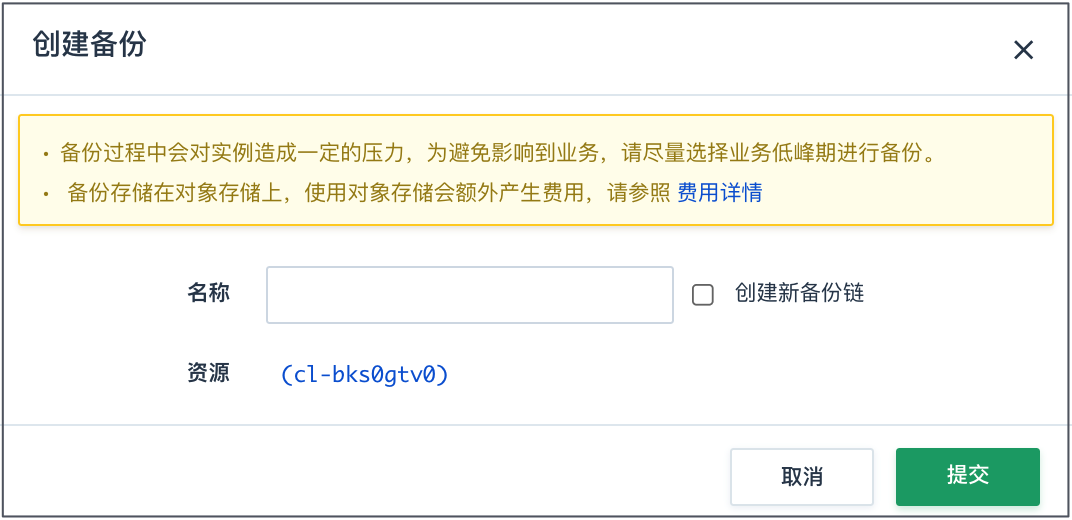 创建备份
• 备份过程中会对实例造成一定的压力，为避免影响到业务，请尽量选择业务低峰期进行备份。
• 备份存储在对象存储上，使用对象存储会额外产生费用，请参照 费用详情
名称 创建新备份链
资源 (cl-bks0gtv0)
取消 提交